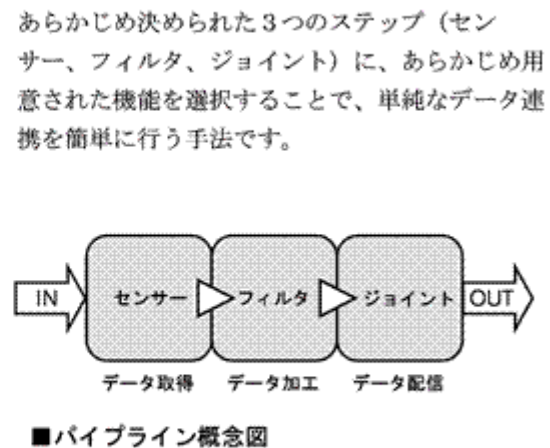 あらかじめ決められた３つのステップ（セン
サー、フィルタ、ジョイント）に、あらかじめ用
意された機能を選択することで、単純なデータ連
携を簡単に行う手法です。
IN センサー フィルタ ジョイント OUT
データ取得 データ加工 データ配信
■パイプライン概念図